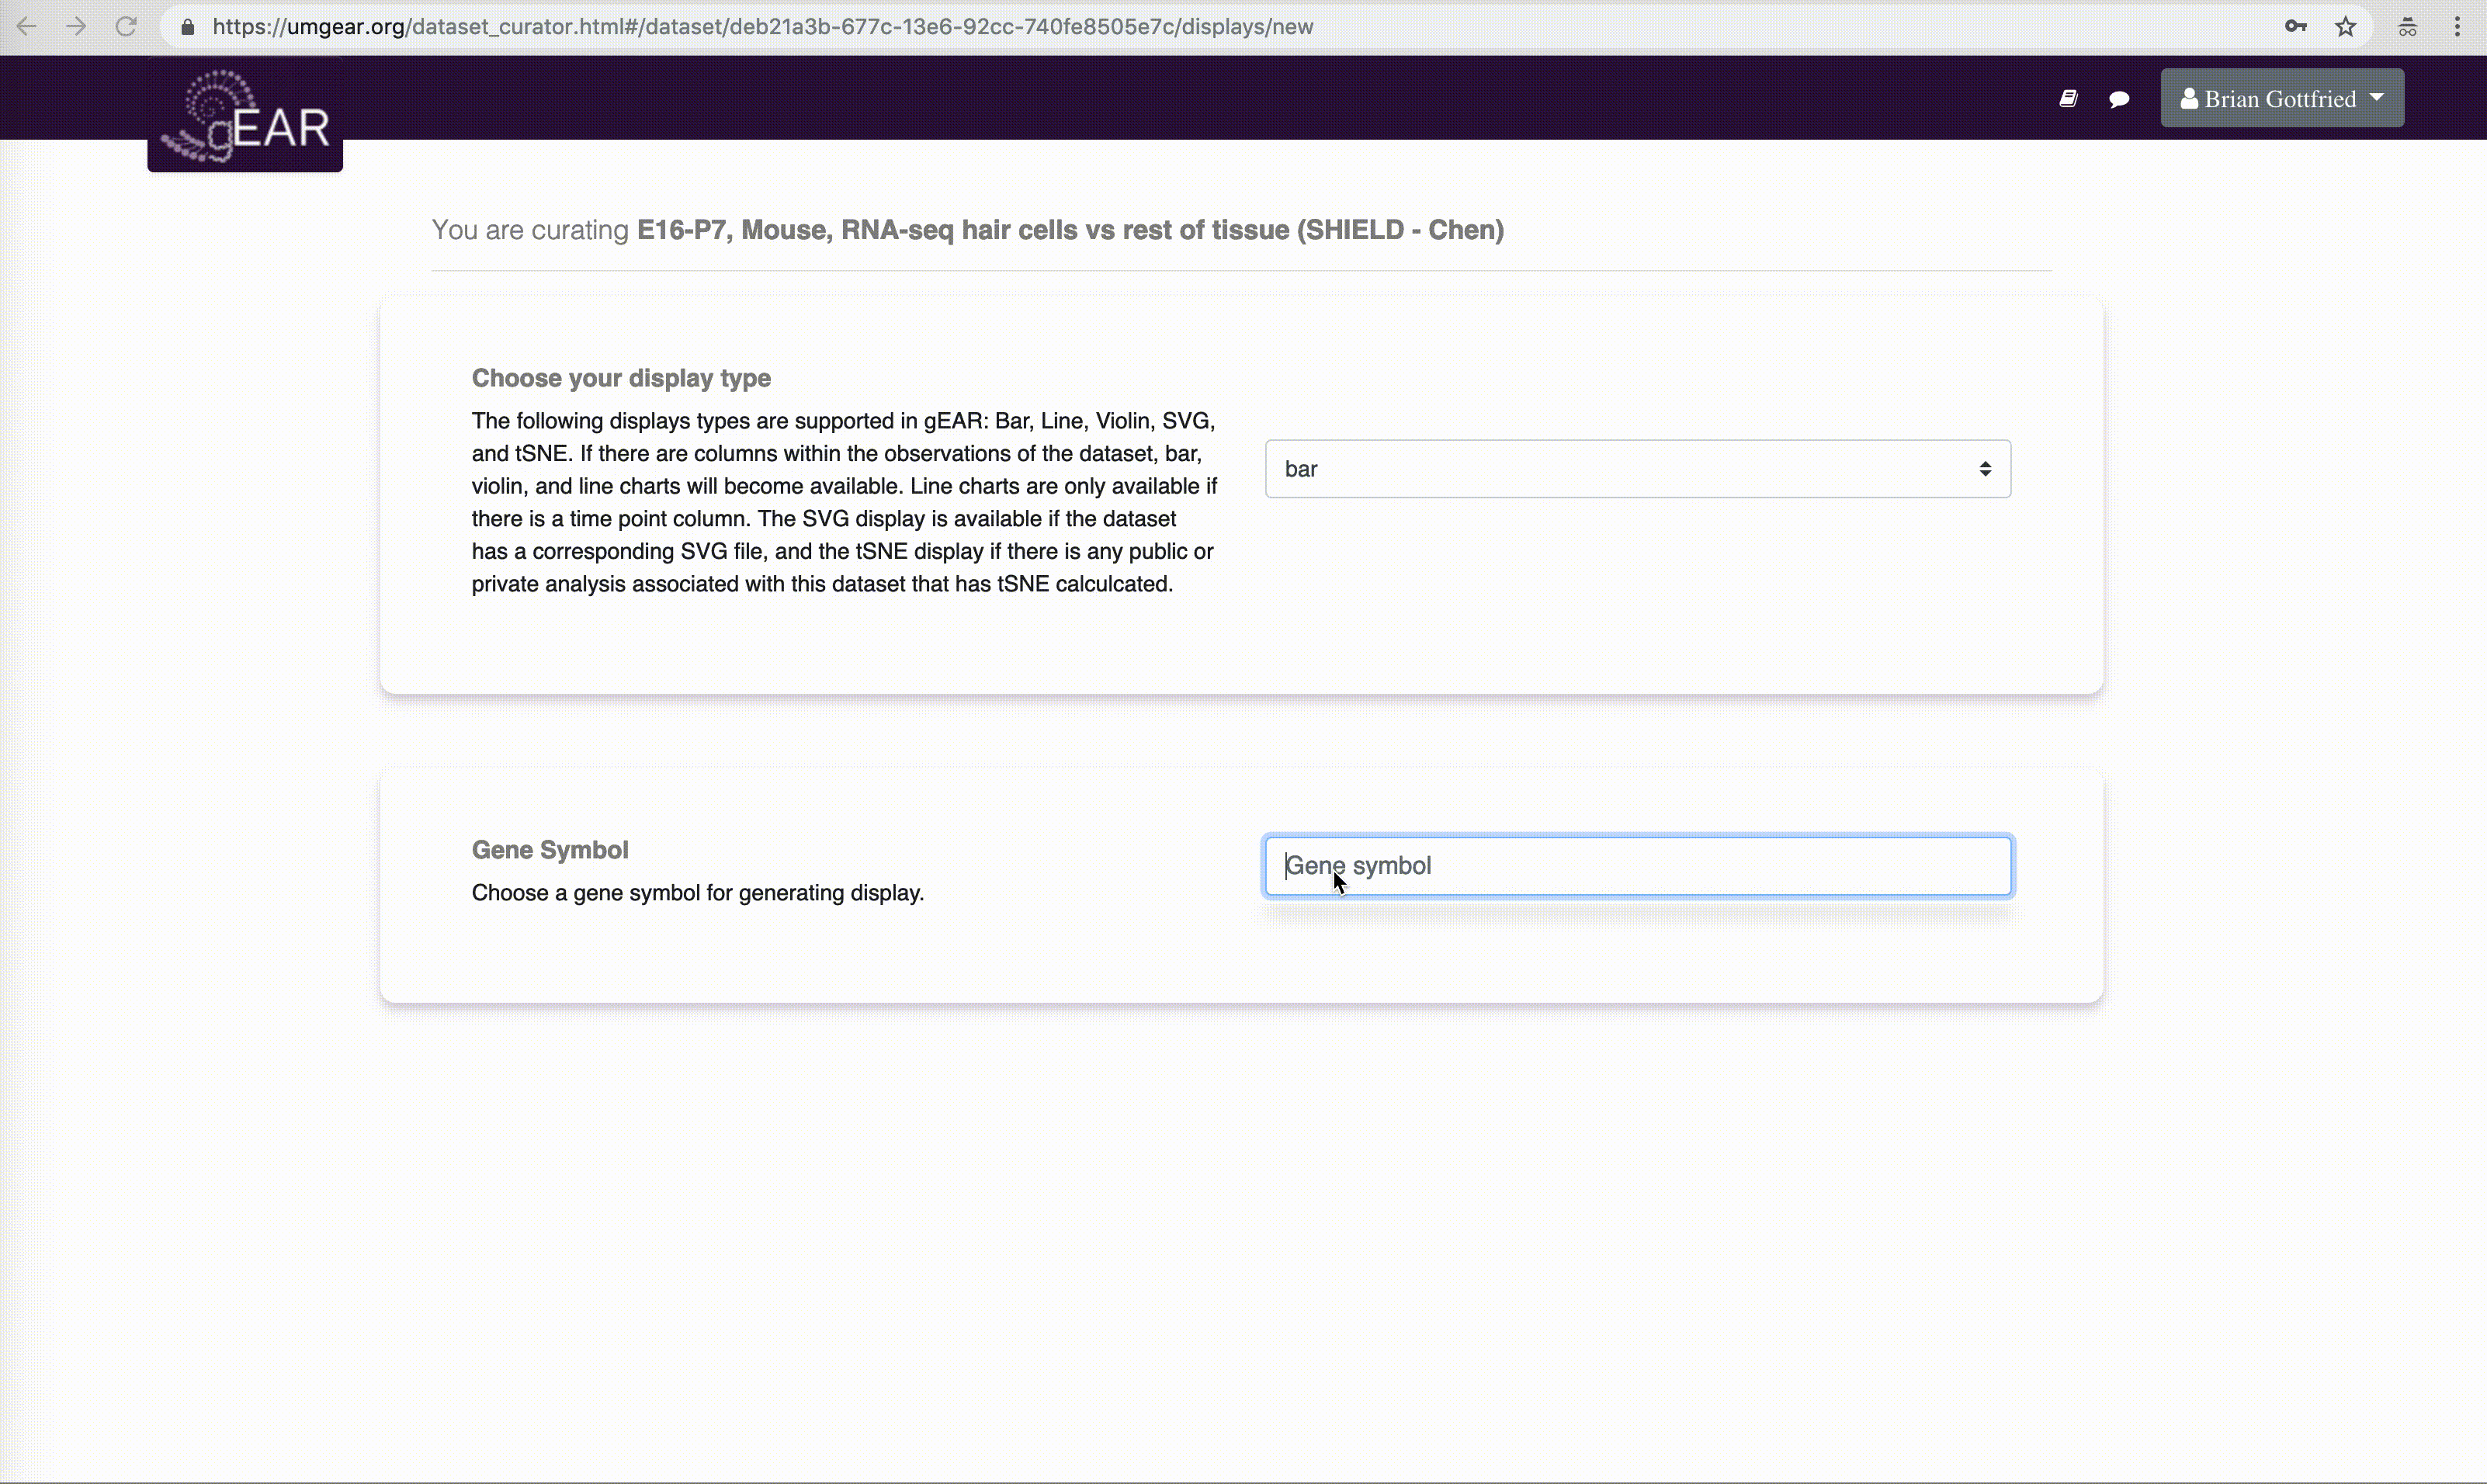 https://umgear.org/dataset_curator.html#/dataset/deb21a3b-677c-13e6-92cc-740fe8505e7c/displays/new
gEAR
Brian Gottfried
You are curating E16-P7, Mouse, RNA-seq hair cells vs rest of tissue (SHIELD - Chen)
Choose your display type
The following displays types are supported in gEAR: Bar, Line, Violin, SVG,
and tSNE. If there are columns within the observations of the dataset, bar,
violin, and line charts will become available. Line charts are only available if
there is a time point column. The SVG display is available if the dataset
has a corresponding SVG file, and the tSNE display if there is any public or
private analysis associated with this dataset that has tSNE calculcated.
bar
Gene Symbol
Choose a gene symbol for generating display.
Gene symbol